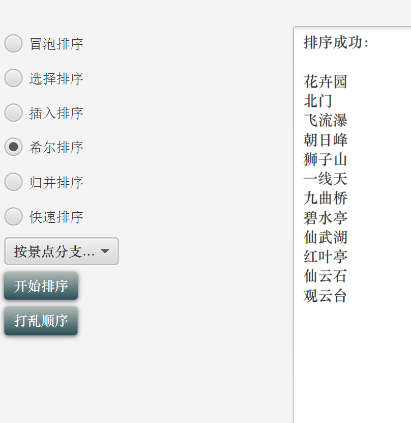 冒泡排序
选择排序
插入排序
希尔排序
归并排序
快速排序
按景点分支...
开始排序
打乱顺序
排序成功:
花卉园
北门
飞流瀑
朝日峰
狮子山
一线天
九曲桥
碧水亭
仙武湖
红叶亭
仙云石
观云台